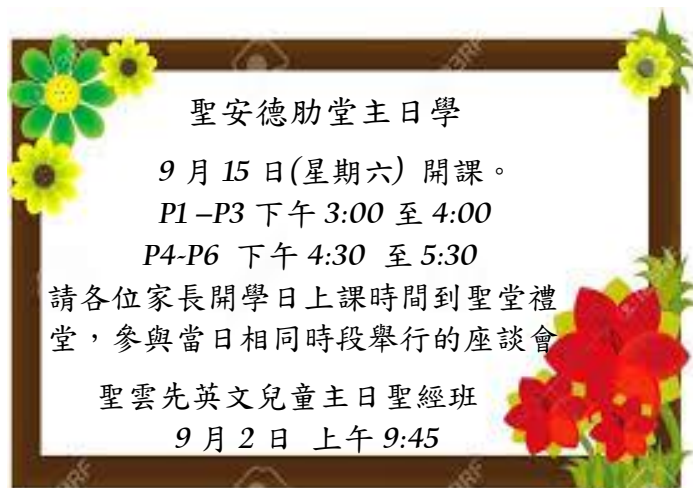 聖安德肋堂主日學
9 月 15 日(星期六) 開課。
P1 –P3 下午 3:00 至 4:00
P4-P6 下午 4:30 至 5:30
請各位家長開學日上課時間到聖堂禮
堂，參與當日相同時段舉行的座談會
聖雲先英文兒童主日聖經班
9 月 2 日 上午 9:45